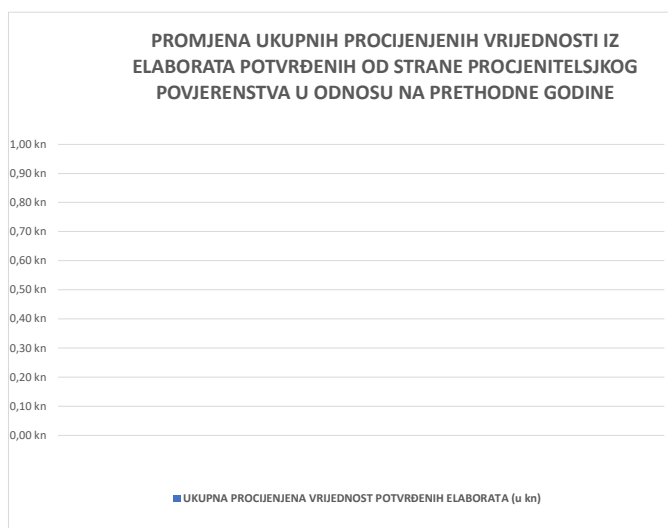 PROMJENA UKUPNIH PROCIJENJENIH VRIJEDNOSTI IZ
ELABORATA POTVRĐENIH OD STRANE PROCJENITELSJKOG
POVJERENSTVA U ODNOSU NA PRETHODNE GODINE
1,00 kn
0,90 kn
0,80 kn
0,70 kn
0,60 kn
0,50 kn
0,40 kn
0,30 kn
0,20 kn
0,10 kn
0,00 kn
UKUPNA PROCIJENJENA VRIJEDNOST POTVRĐENIH ELABORATA (u kn)